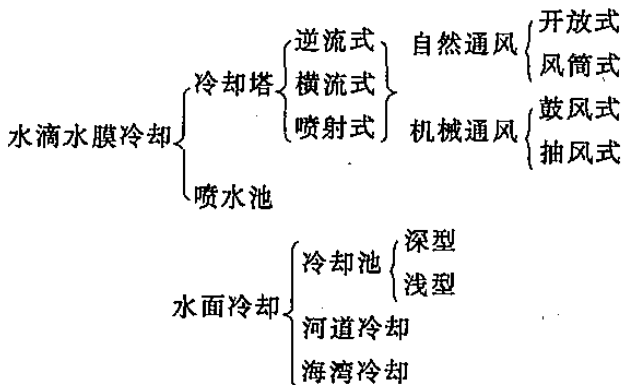 水滴水膜冷却
冷却塔
逆流式
横流式
喷射式
自然通风
开放式
风筒式
机械通风
鼓风式
抽风式
喷水池
水面冷却
冷却池
深型
浅型
河道冷却
海湾冷却